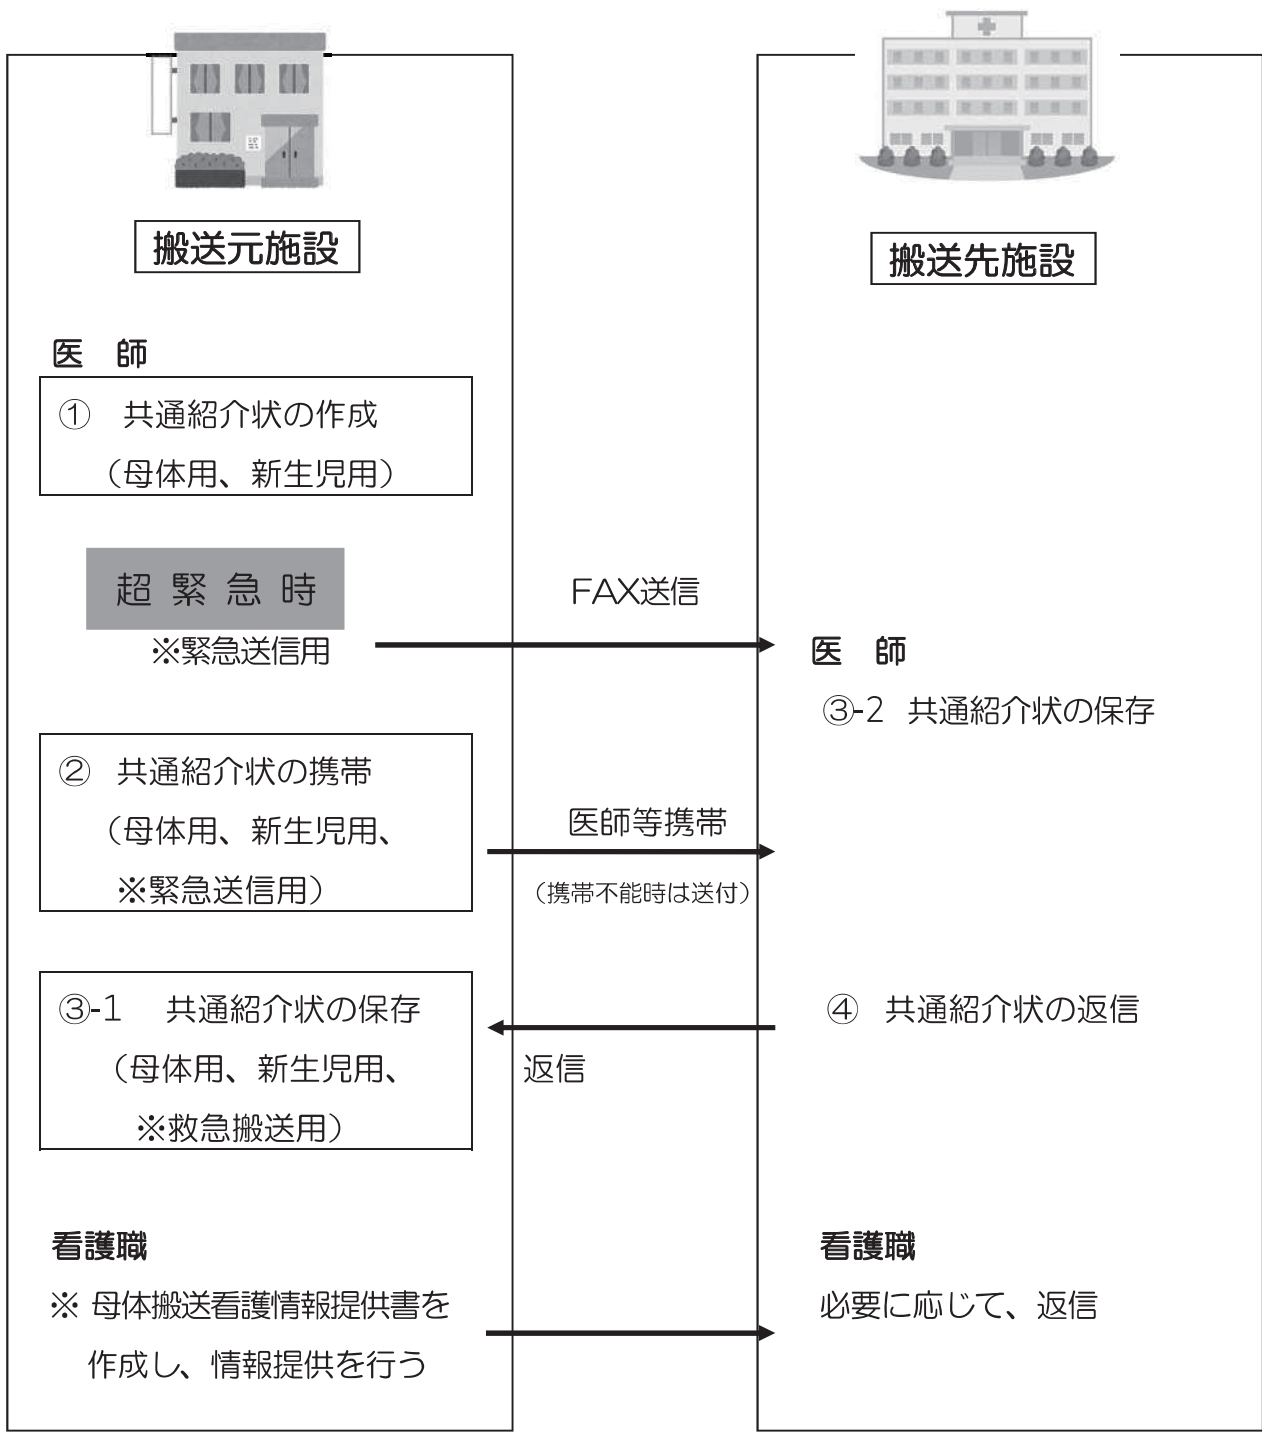 搬送元施設
搬送先施設
医　師
① 共通紹介状の作成
（母体用、新生児用）
超 緊 急 時
※緊急送信用
FAX送信
医　師
③-2 共通紹介状の保存
② 共通紹介状の携帯
（母体用、新生児用、
※緊急送信用）
医師等携帯
（携帯不能時は送付）
③-1 共通紹介状の保存
（母体用、新生児用、
※救急搬送用）
④ 共通紹介状の返信
返信
看護職
※ 母体搬送看護情報提供書を
作成し、情報提供を行う
看護職
必要に応じて、返信